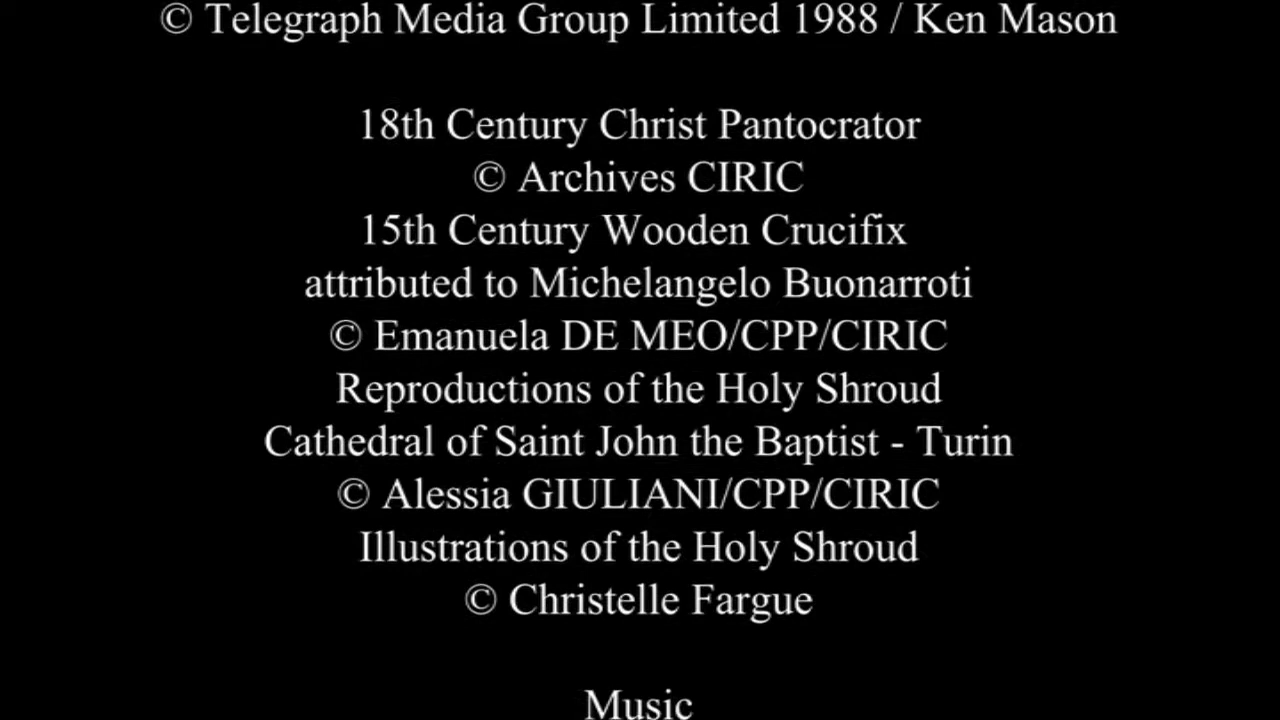 © Telegraph Media Group Limited 1988 / Ken Mason
18th Century Christ Pantocrator
© Archives CIRIC
15th Century Wooden Crucifix
attributed to Michelangelo Buonarroti
© Emanuela DE MEO/CPP/CIRIC
Reproductions of the Holy Shroud
Cathedral of Saint John the Baptist - Turin
© Alessia GIULIANI/CPP/CIRIC
Illustrations of the Holy Shroud
© Christelle Fargue
Music